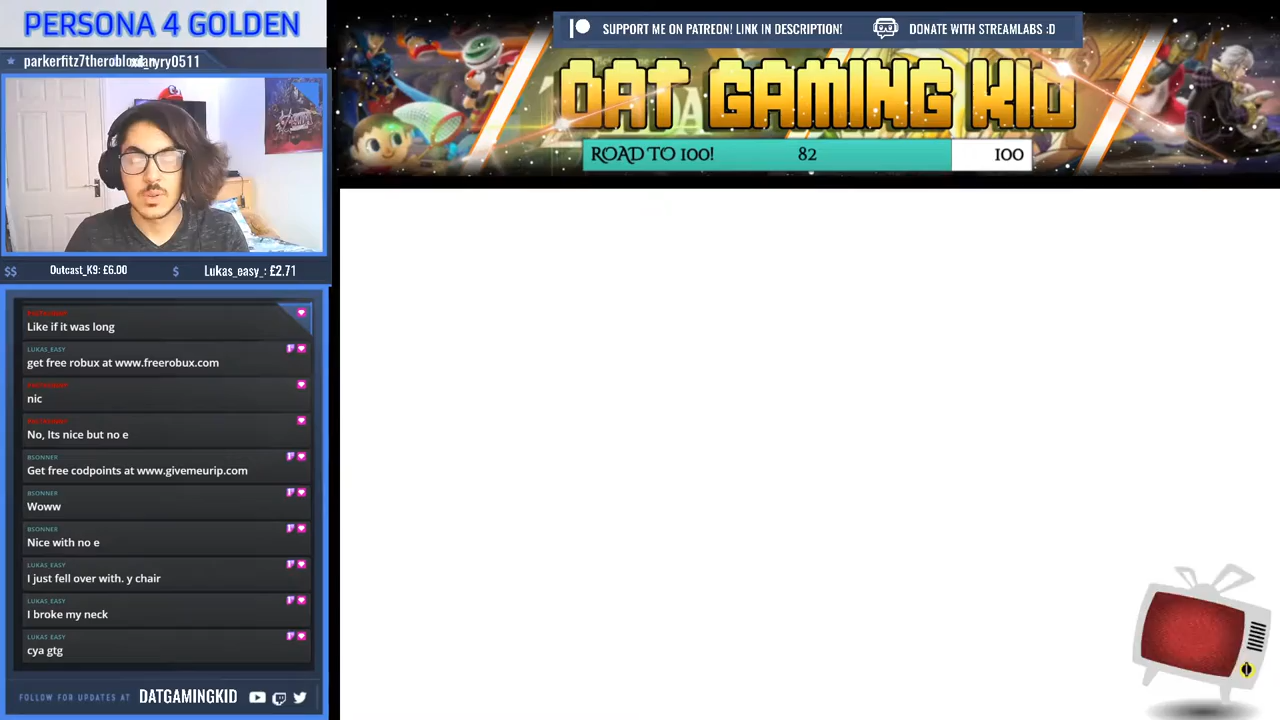 PERSONA 4 GOLDEN
SUPPORT ME ON PATREON! LINK IN DESCRIPTION!
DONATE WITH STREAMLABS :D
DAT GAMING KID
ROAD TO 100! 82 100
Outcast_K9: £6.00
Lukas_easy_: £2.71
Like if it was long
LUKAS_EASY
get free robux at www.freerobux.com
nic
No, Its nice but no e
BSONNER
Get free codpoints at www.givemeurip.com
BSONNER
Woww
BSONNER
Nice with no e
LUKAS EASY
I just fell over with. y chair
LUKAS EASY
I broke my neck
LUKAS EASY
cya gtg
FOLLOW FOR UPDATES AT DATGAMINGKID